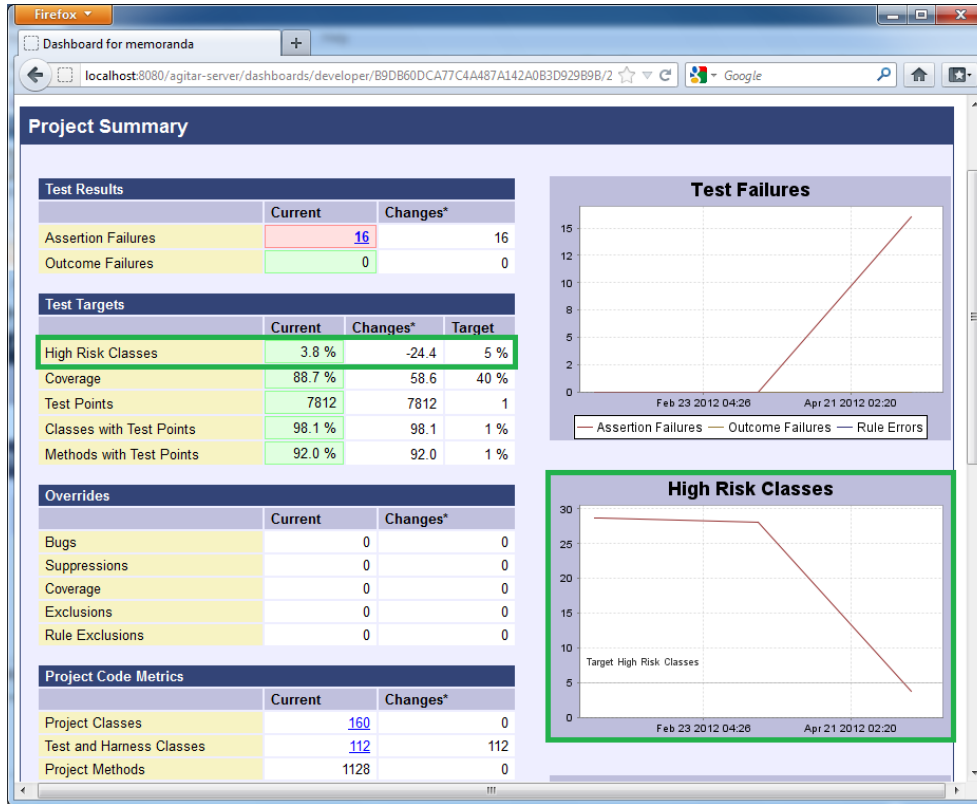 Firefox
Dashboard for memoranda
localhost:8080/agitar-server/dashboards/developer/B9DB60DCA77C4A487A142A0B3D929B9B/2
Google
Project Summary
Test Results
Current Changes*
Assertion Failures 16 16
Outcome Failures 0 0
Test Targets
Current Changes* Target
High Risk Classes 3.8 % -24.4 5 %
Coverage 88.7 % 58.6 40 %
Test Points 7812 7812 1
Classes with Test Points 98.1 % 98.1 1 %
Methods with Test Points 92.0 % 92.0 1 %
Overrides
Current Changes*
Bugs 0 0
Suppressions 0 0
Coverage 0 0
Exclusions 0 0
Rule Exclusions 0 0
Project Code Metrics
Current Changes*
Project Classes 160 0
Test and Harness Classes 112 112
Project Methods 1128 0
Test Failures
15
12
10
8
5
2
0
Feb 23 2012 04:26 Apr 21 2012 02:20
Assertion Failures Outcome Failures Rule Errors
High Risk Classes
30
25
20
15
10
Target High Risk Classes
5
0
Feb 23 2012 04:26 Apr 21 2012 02:20